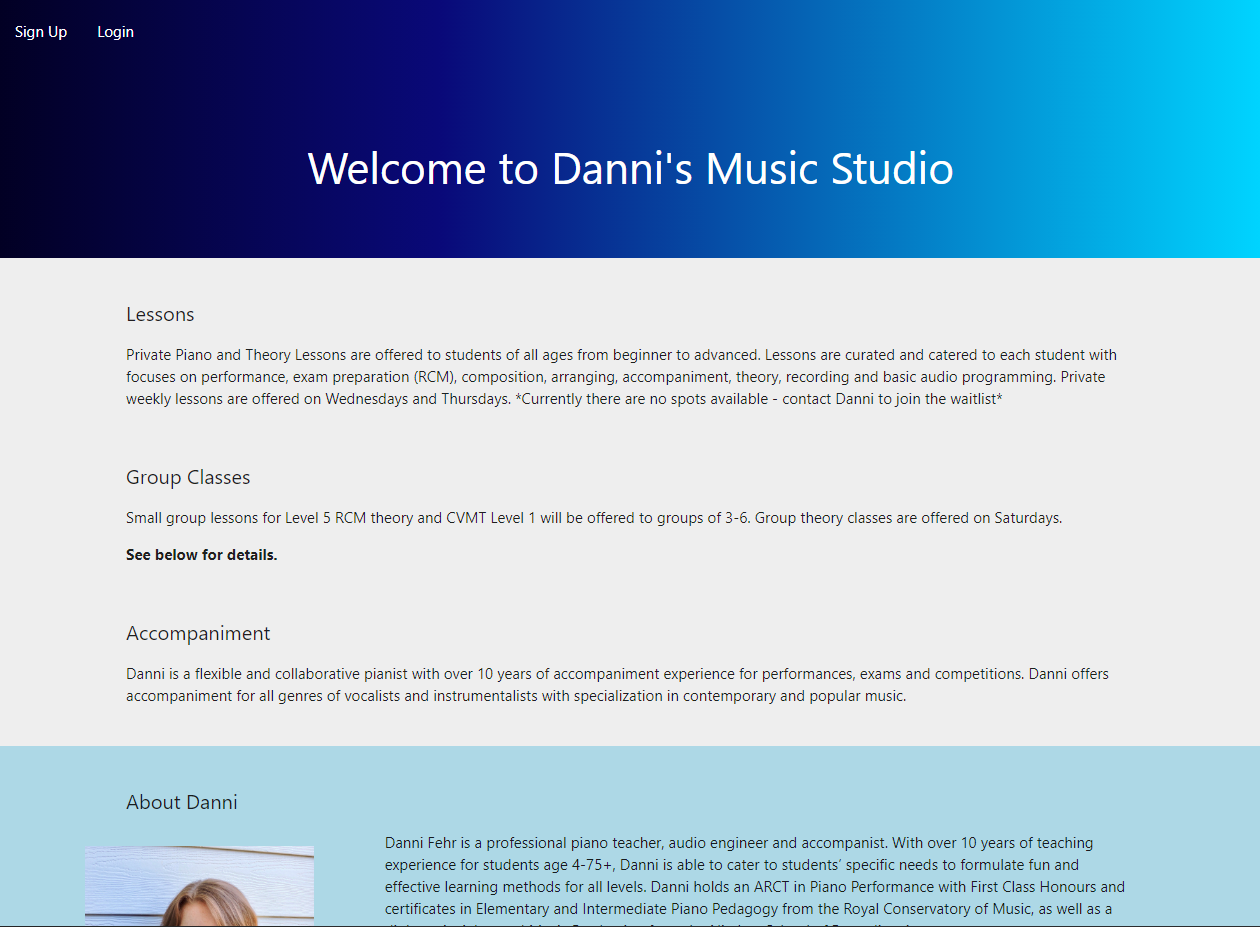 Sign Up Login
Welcome to Danni's Music Studio
Lessons
Private Piano and Theory Lessons are offered to students of all ages from beginner to advanced. Lessons are curated and catered to each student with
focuses on performance, exam preparation (RCM), composition, arranging, accompaniment, theory, recording and basic audio programming. Private
weekly lessons are offered on Wednesdays and Thursdays. *Currently there are no spots available - contact Danni to join the waitlist*
Group Classes
Small group lessons for Level 5 RCM theory and CVMT Level 1 will be offered to groups of 3-6. Group theory classes are offered on Saturdays.
See below for details.
Accompaniment
Danni is a flexible and collaborative pianist with over 10 years of accompaniment experience for performances, exams and competitions. Danni offers
accompaniment for all genres of vocalists and instrumentalists with specialization in contemporary and popular music.
About Danni
Danni Fehr is a professional piano teacher, audio engineer and accompanist. With over 10 years of teaching
experience for students age 4-75+, Danni is able to cater to students’ specific needs to formulate fun and
effective learning methods for all levels. Danni holds an ARCT in Piano Performance with First Class Honours and
certificates in Elementary and Intermediate Piano Pedagogy from the Royal Conservatory of Music, as well as a